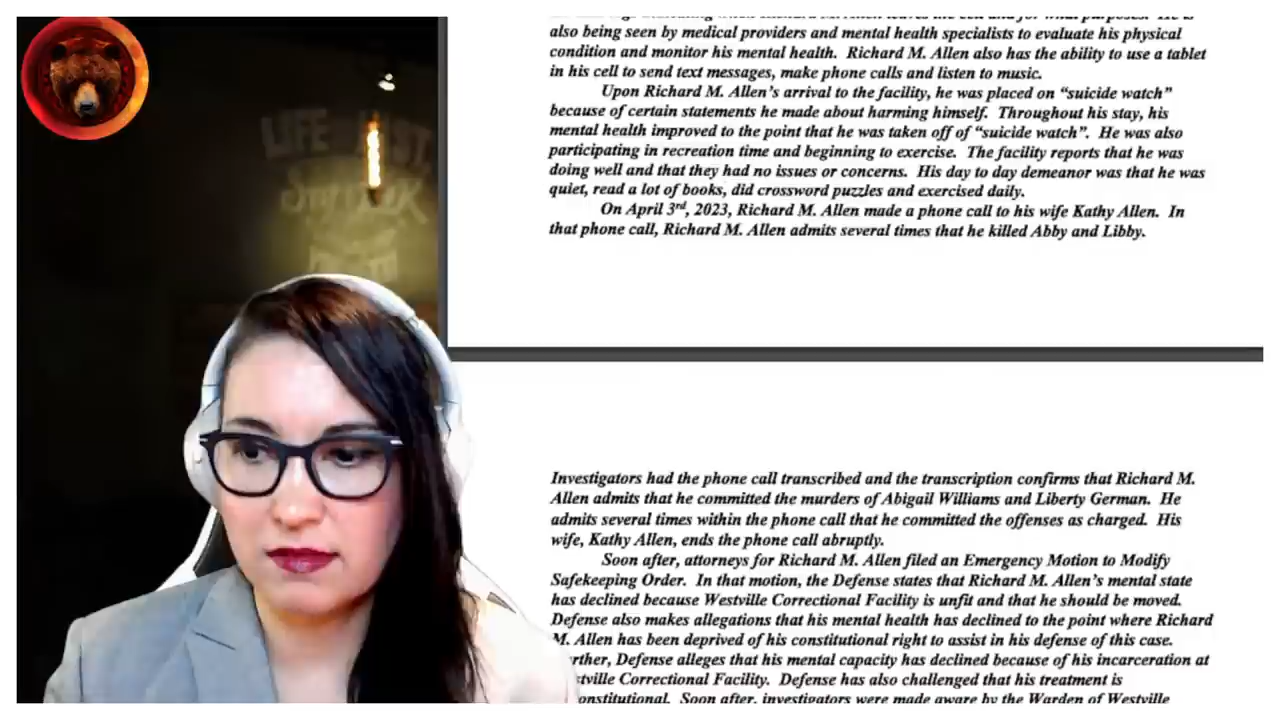 LIFE
also being seen by medical providers and mental health specialists to evaluate his physical
condition and monitor his mental health. Richard M. Allen also has the ability to use a tablet
in his cell to send text messages, make phone calls and listen to music.
Upon Richard M. Allen's arrival to the facility, he was placed on "suicide watch"
because of certain statements he made about harming himself. Throughout his stay, his
mental health improved to the point that he was taken off of "suicide watch". He was also
participating in recreation time and beginning to exercise. The facility reports that he was
doing well and that they had no issues or concerns. His day to day demeanor was that he was
quiet, read a lot of books, did crossword puzzles and exercised daily.
On April 3rd, 2023, Richard M. Allen made a phone call to his wife Kathy Allen. In
that phone call, Richard M. Allen admits several times that he killed Abby and Libby.
Investigators had the phone call transcribed and the transcription confirms that Richard M.
Allen admits that he committed the murders of Abigail Williams and Liberty German. He
admits several times within the phone call that he committed the offenses as charged. His
wife, Kathy Allen, ends the phone call abruptly.
Soon after, attorneys for Richard M. Allen filed an Emergency Motion to Modify
Safekeeping Order. In that motion, the Defense states that Richard M. Allen's mental state
has declined because Westville Correctional Facility is unfit and that he should be moved.
Defense also makes allegations that his mental health has declined to the point where Richard
M. Allen has been deprived of his constitutional right to assist in his defense of this case.
rther, Defense alleges that his mental capacity has declined because of his incarceration at
tville Correctional Facility. Defense has also challenged that his treatment is
onstitutional. Soon after, investigators were made aware by the Warden of Westville